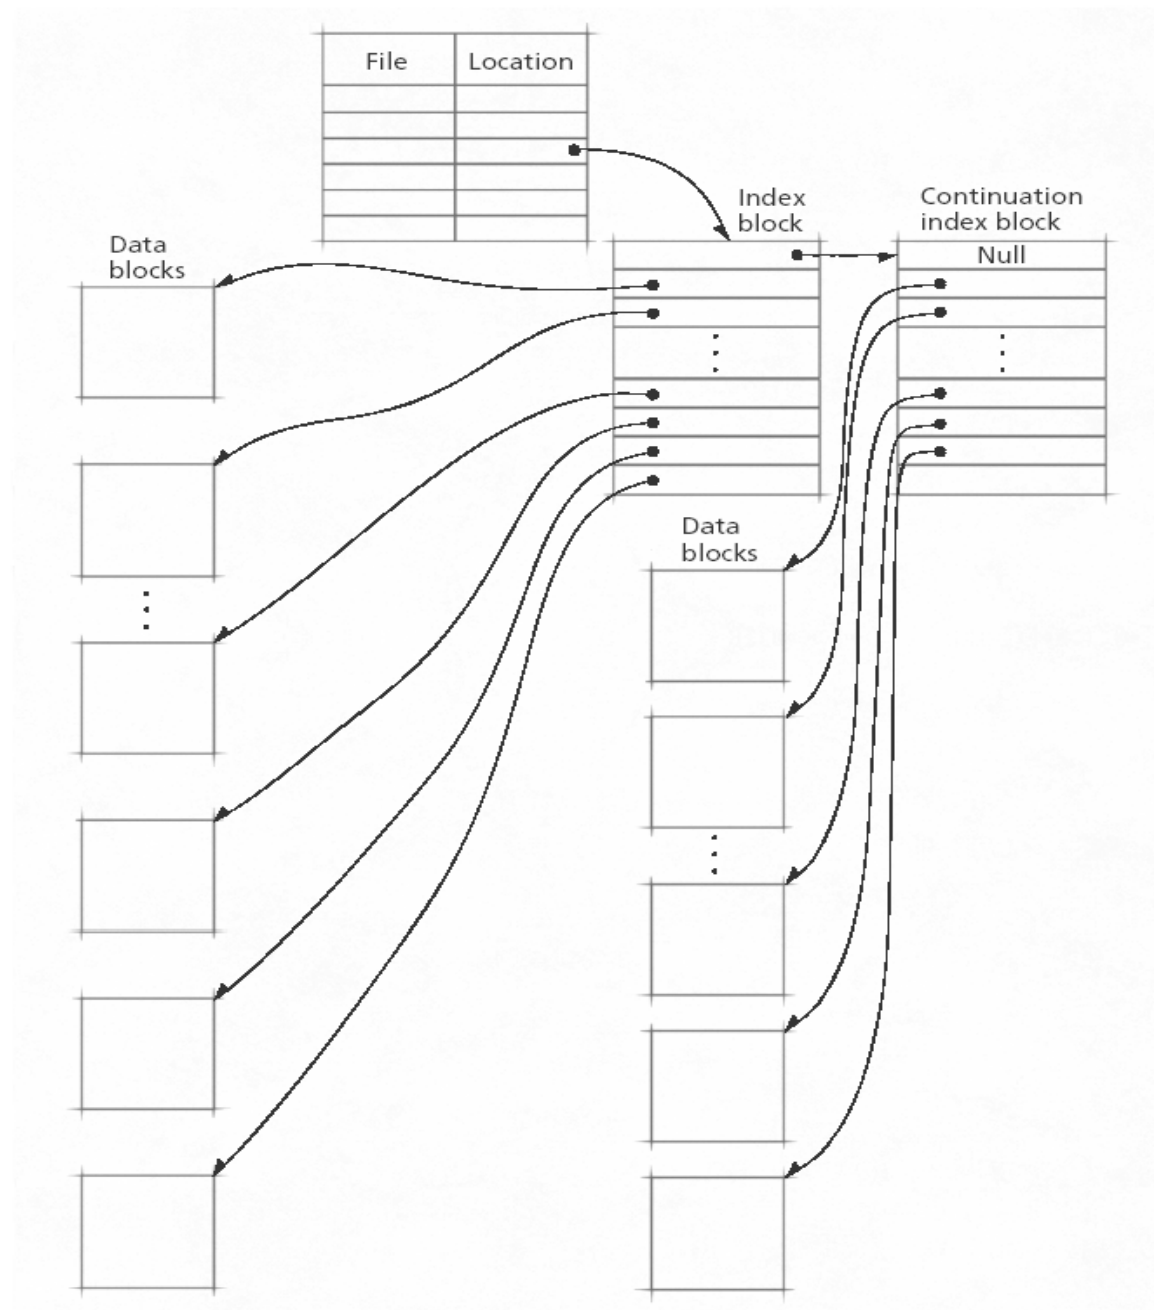 File
Location
Index
block
Continuation
index block
Null
Data
blocks
Data
blocks